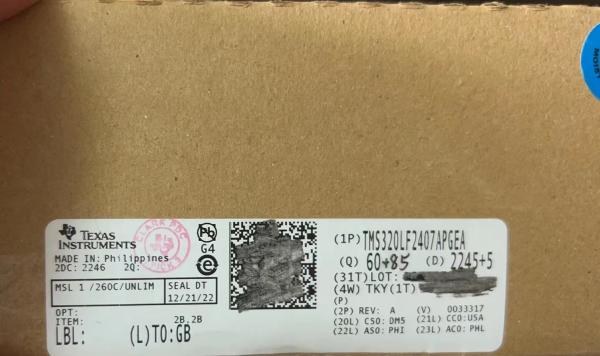 TEXAS
INSTRUMENTS
MADE IN: Philippines
2DC: 2246 2Q:
G4
e
MSL 1 /260C/UNLIM
SEAL DT
12/21/22
OPT:
ITEM: 2B.2B
LBL: (L)TO:GB
(1P)TMS320LF2407APGEA
(Q) 60+85 (D) 2245+5
(31T)LOT:
(4W) TKY(1T)
(P)
(2P) REV: A (V) 0033317
(20L) CSO: DM5 (21L) CCO:USA
(22L) ASO: PHI (23L) ACO: PHL